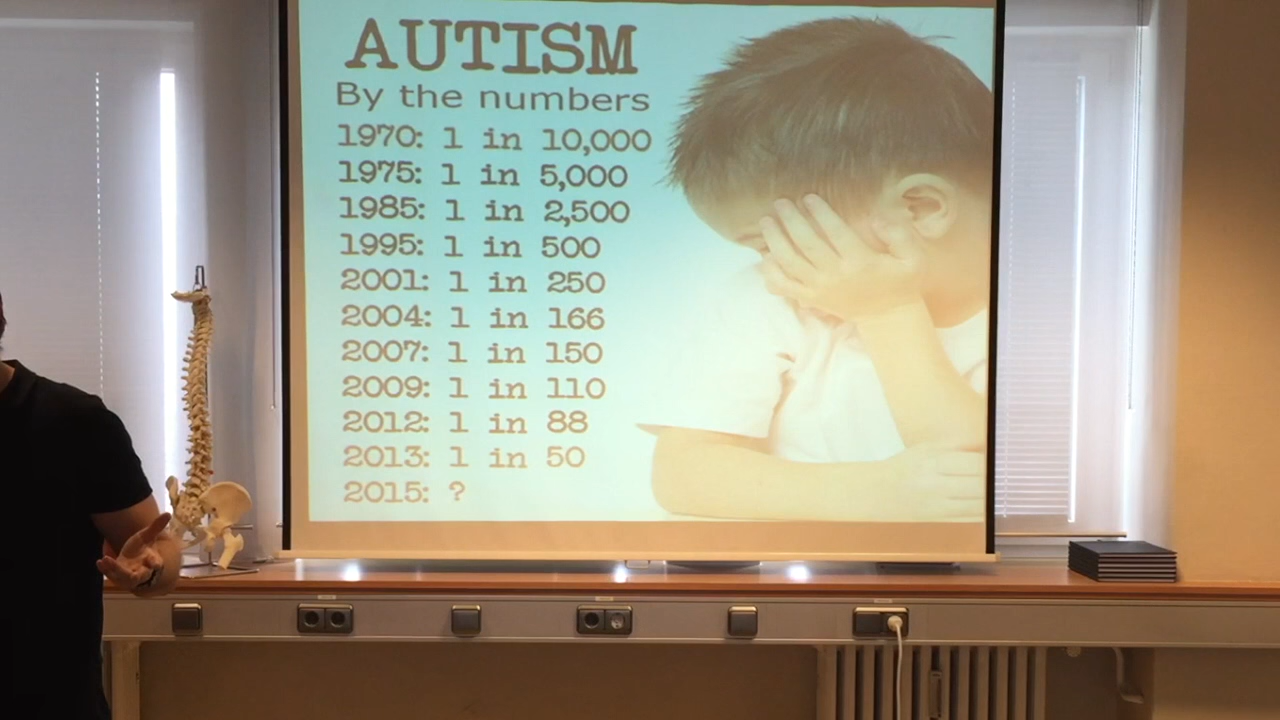 AUTISM
By the numbers
1970: 1 in 10,000
1975: 1 in 5,000
1985: 1 in 2,500
1995: 1 in 500
2001: 1 in 250
2004: 1 in 166
2007: 1 in 150
2009: 1 in 110
2012: 1 in 88
2013: 1 in 50
2015: ?